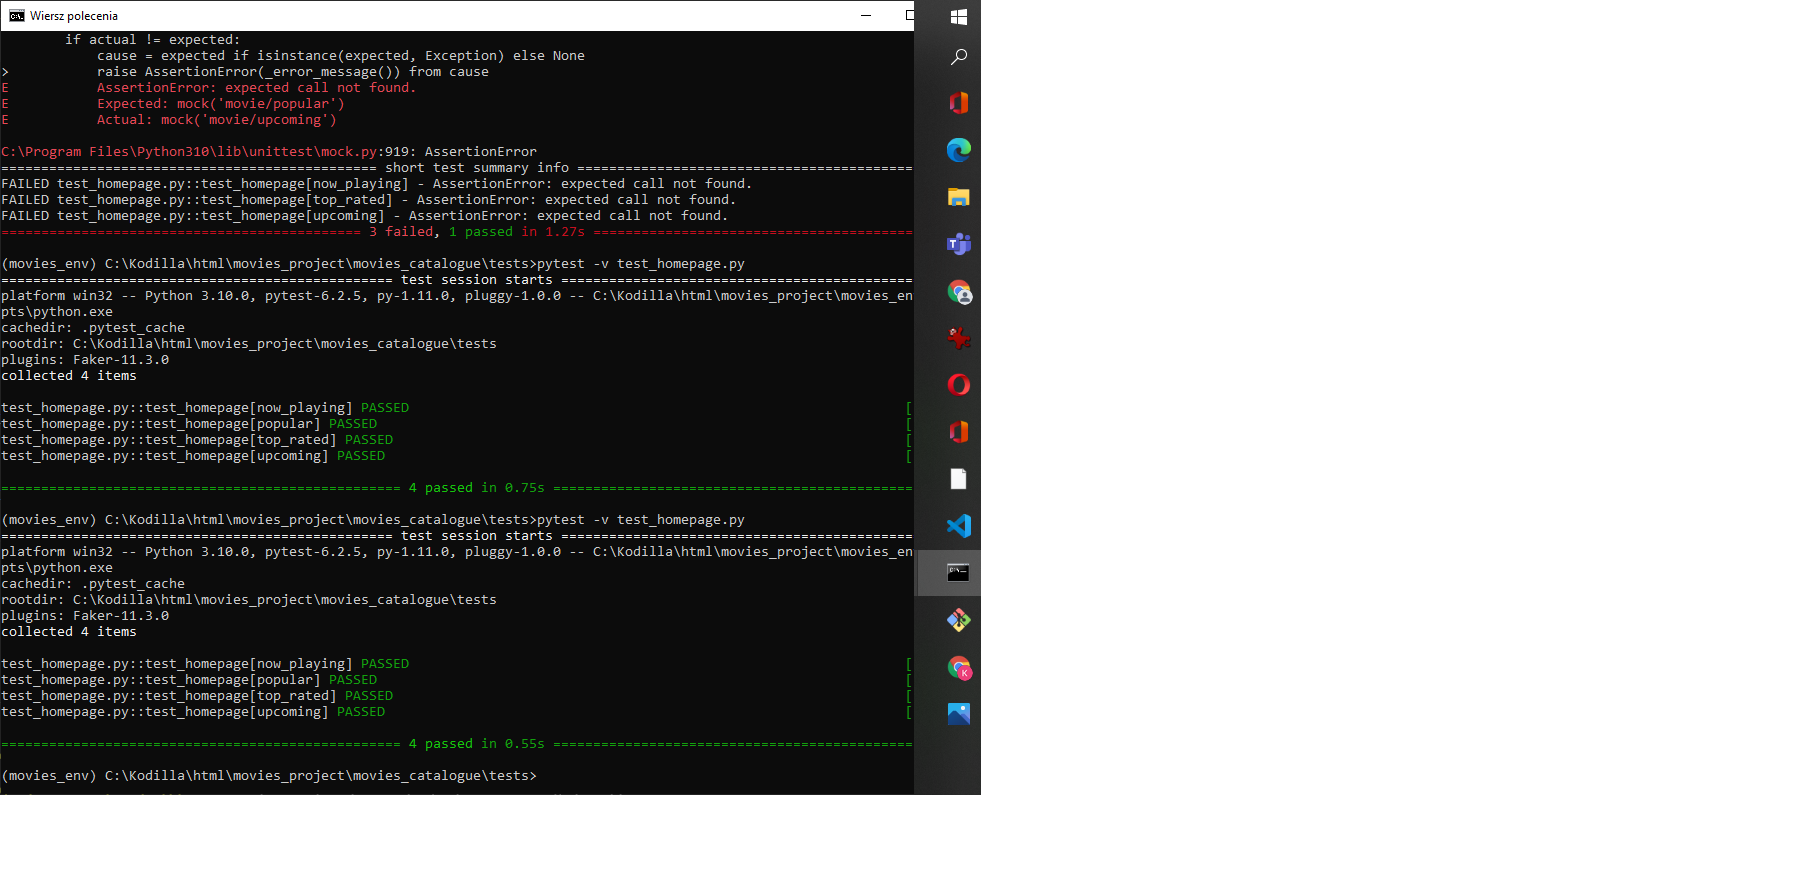 Wiersz polecenia
if actual != expected:
cause = expected if isinstance(expected, Exception) else None
> raise AssertionError(_error_message()) from cause
E AssertionError: expected call not found.
E Expected: mock('movie/popular')
E Actual: mock('movie/upcoming')
C:\Program Files\Python310\lib\unittest\mock.py:919: AssertionError
=============================================== short test summary info ==========================================
FAILED test_homepage.py::test_homepage[now_playing] - AssertionError: expected call not found.
FAILED test_homepage.py::test_homepage[top_rated] - AssertionError: expected call not found.
FAILED test_homepage.py::test_homepage[upcoming] - AssertionError: expected call not found.
============================================= 3 failed, 1 passed in 1.27s ========================================
(movies_env) C:\Kodilla\html\movies_project\movies_catalogue\tests>pytest -v test_homepage.py
================================================= test session starts ============================================
platform win32 -- Python 3.10.0, pytest-6.2.5, py-1.11.0, pluggy-1.0.0 -- C:\Kodilla\html\movies_project\movies_en
pts\python.exe
cachedir: .pytest_cache
rootdir: C:\Kodilla\html\movies_project\movies_catalogue\tests
plugins: Faker-11.3.0
collected 4 items
test_homepage.py::test_homepage[now_playing] PASSED [
test_homepage.py::test_homepage[popular] PASSED [
test_homepage.py::test_homepage[top_rated] PASSED [
test_homepage.py::test_homepage[upcoming] PASSED [
================================================== 4 passed in 0.75s =============================================
(movies_env) C:\Kodilla\html\movies_project\movies_catalogue\tests>pytest -v test_homepage.py
================================================= test session starts ============================================
platform win32 -- Python 3.10.0, pytest-6.2.5, py-1.11.0, pluggy-1.0.0 -- C:\Kodilla\html\movies_project\movies_en
pts\python.exe
cachedir: .pytest_cache
rootdir: C:\Kodilla\html\movies_project\movies_catalogue\tests
plugins: Faker-11.3.0
collected 4 items
test_homepage.py::test_homepage[now_playing] PASSED [
test_homepage.py::test_homepage[popular] PASSED [
test_homepage.py::test_homepage[top_rated] PASSED [
test_homepage.py::test_homepage[upcoming] PASSED [
================================================== 4 passed in 0.55s =============================================
(movies_env) C:\Kodilla\html\movies_project\movies_catalogue\tests>